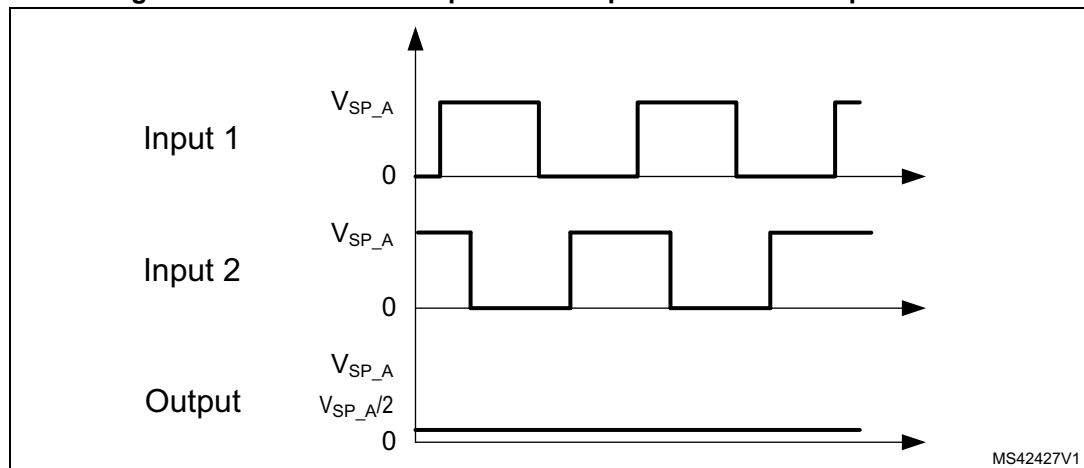 V_SP_A
Input 1
0
V_SP_A
Input 2
0
V_SP_A
Output
V_SP_A/2
0
MS42427V1